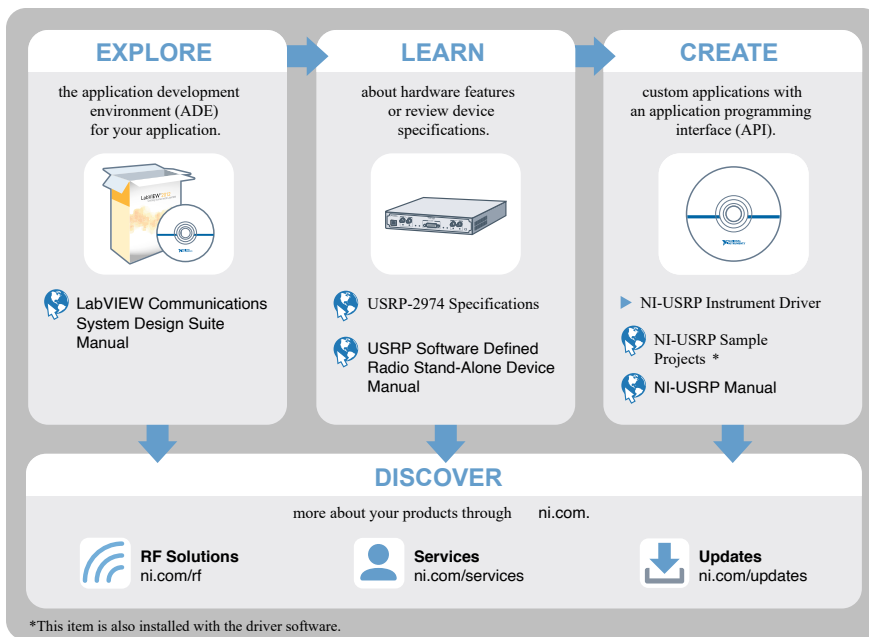 EXPLORE
the application development
environment (ADE)
for your application.
LabVIEW
LabVIEW Communications
System Design Suite
Manual
LEARN
about hardware features
or review device
specifications.
USRP-2974 Specifications
USRP Software Defined
Radio Stand-Alone Device
Manual
CREATE
custom applications with
an application programming
interface (API).
NATIONAL
INSTRUMENTS
NI-USRP Instrument Driver
NI-USRP Sample
Projects *
NI-USRP Manual
DISCOVER
more about your products through ni.com.
RF Solutions
ni.com/rf
Services
ni.com/services
Updates
ni.com/updates
*This item is also installed with the driver software.